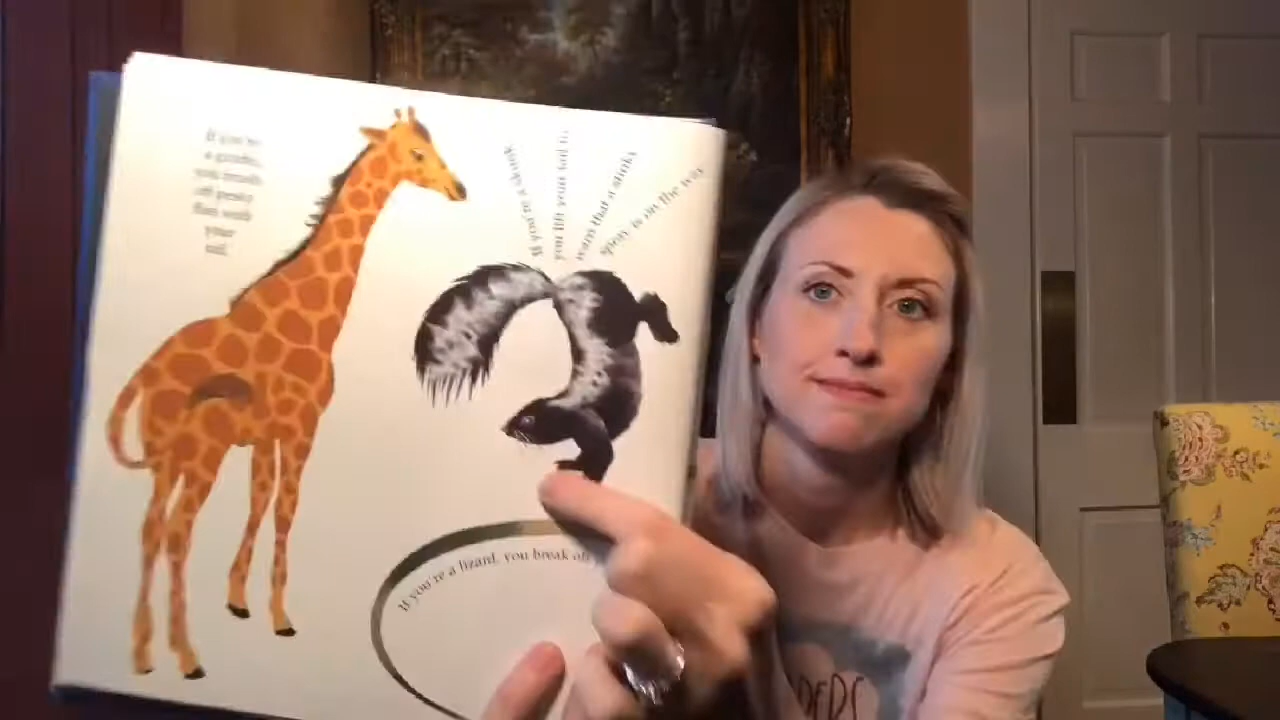 If you're
a giraffe,
you brush
off pesky
flies with
your
tail.
If you're a skunk,
you lift your tail to
warn that a stinky
spray is on the way.
If you're a lizard, you break off